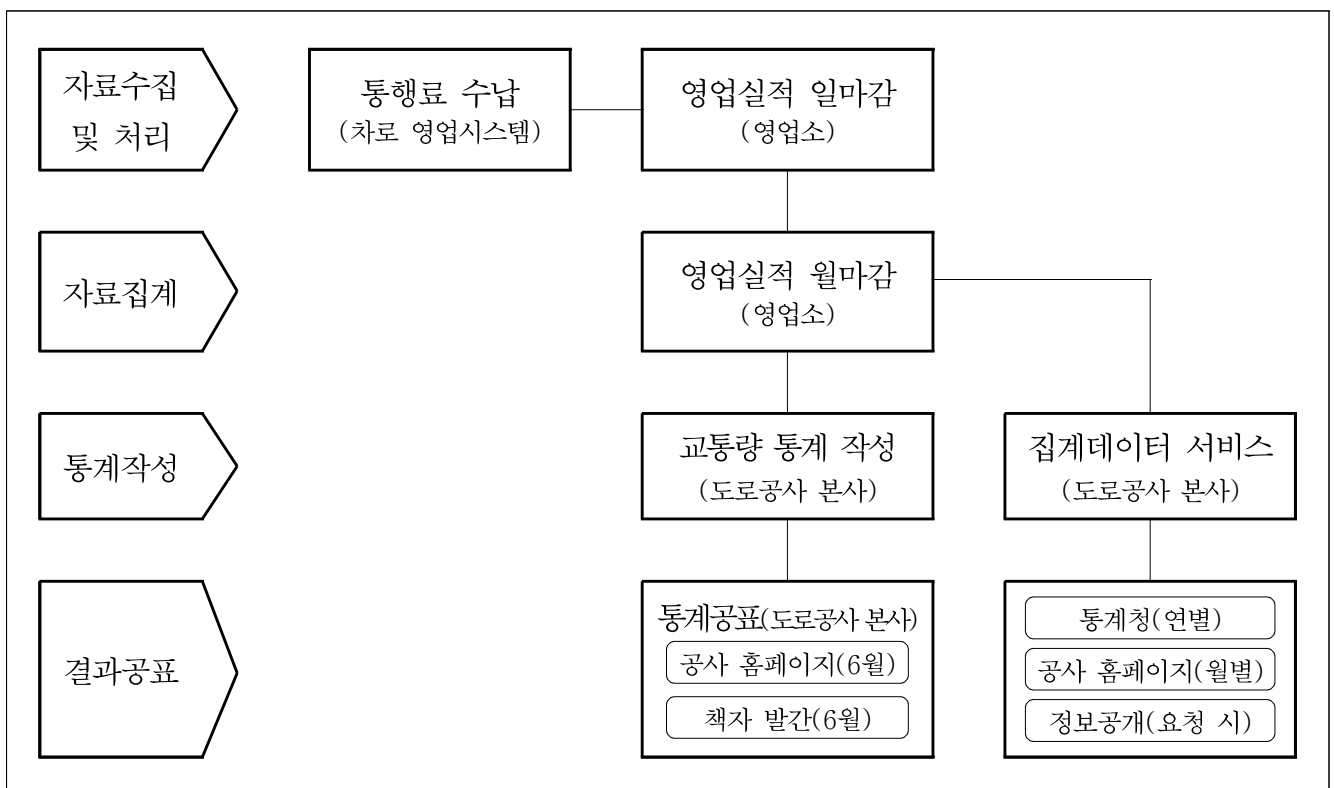 자료수집
및 처리
통행료 수납
(차로 영업시스템)
영업실적 일마감
(영업소)
자료집계
영업실적 월마감
(영업소)
통계작성
교통량 통계 작성
(도로공사 본사)
집계데이터 서비스
(도로공사 본사)
결과공표
통계공표(도로공사 본사)
공사 홈페이지(6월)
책자 발간(6월)
통계청(연별)
공사 홈페이지(월별)
정보공개(요청 시)